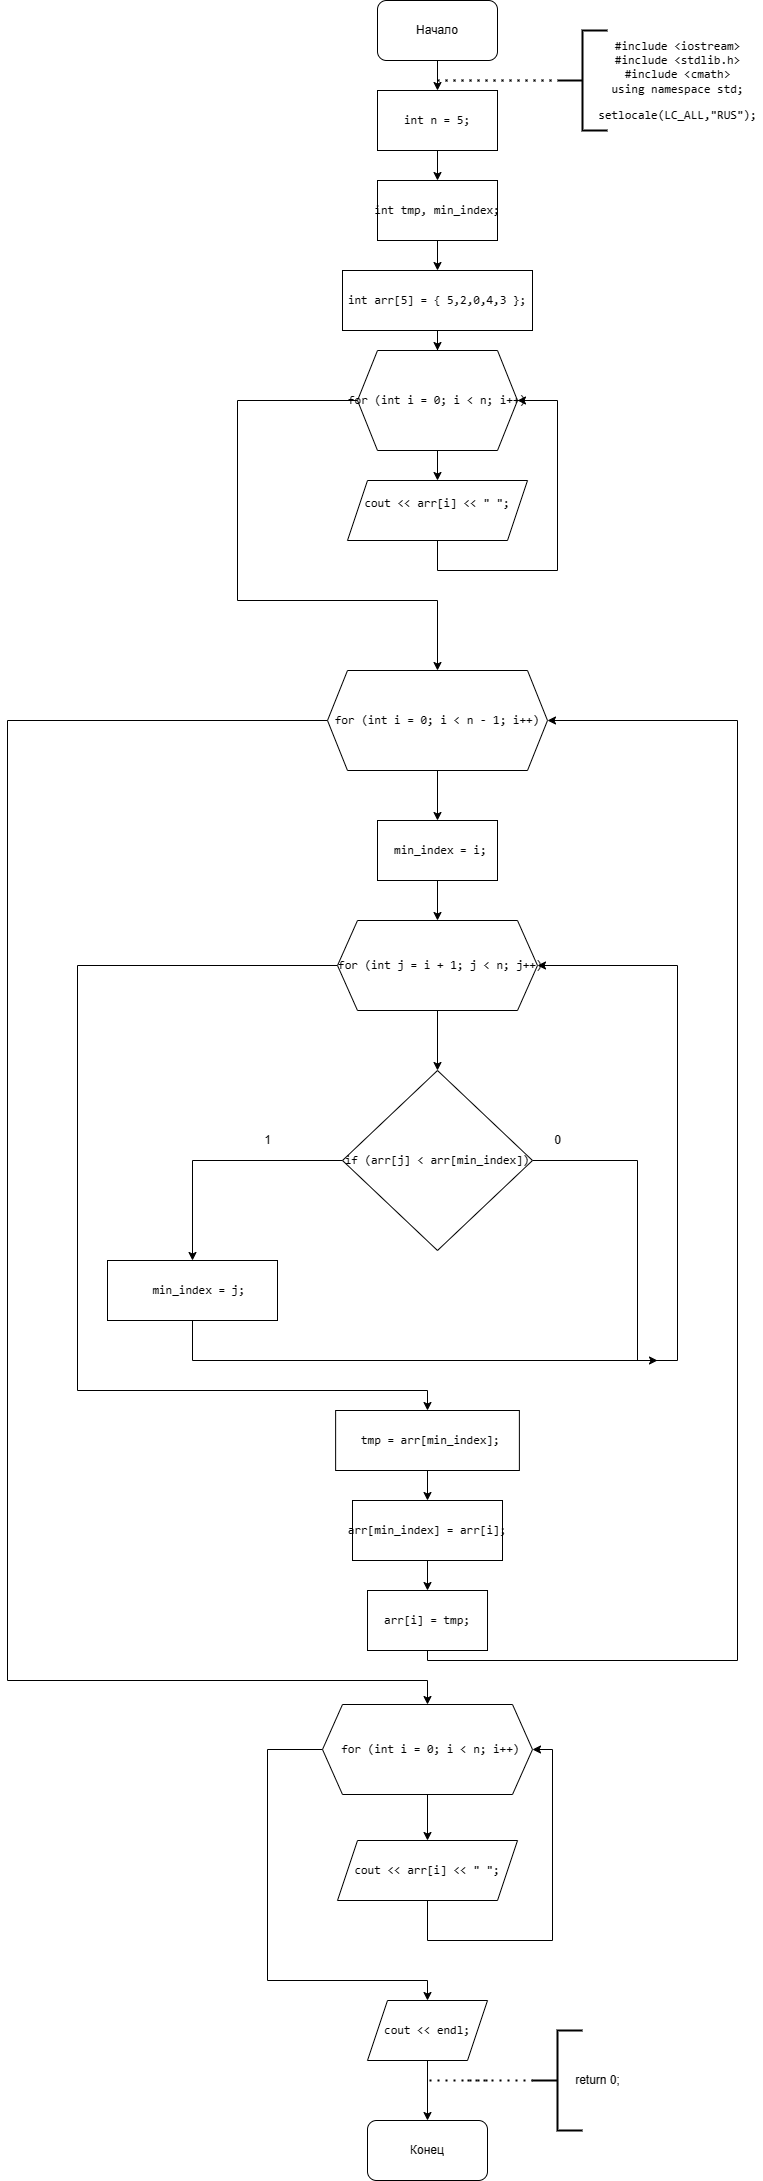 Начало
#include <iostream>
#include <stdlib.h>
#include <cmath>
using namespace std;
setlocale(LC_ALL,"RUS");
int n = 5;
int tmp, min_index;
int arr[5] = { 5,2,0,4,3 };
for (int i = 0; i < n; i++)
cout << arr[i] << " ";
for (int i = 0; i < n - 1; i++)
min_index = i;
for (int j = i + 1; j < n; j++)
1
0
if (arr[j] < arr[min_index])
min_index = j;
tmp = arr[min_index];
arr[min_index] = arr[i];
arr[i] = tmp;
for (int i = 0; i < n; i++)
cout << arr[i] << " ";
cout << endl;
return 0;
Конец